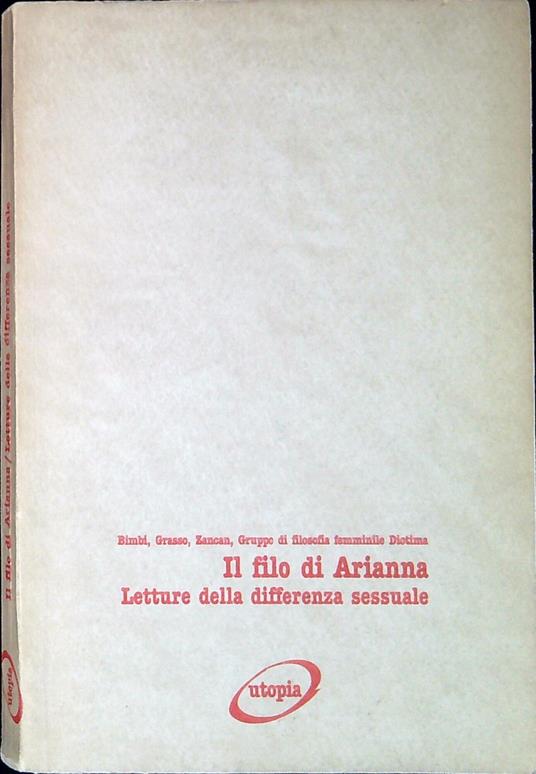 Il filo di Arianna/Letture della differenza sessuale
utopia
Bimbi, Grasso, Zancan, Gruppo di filosofia femminile Diotima
Il filo di Arianna
Letture della differenza sessuale
utopia